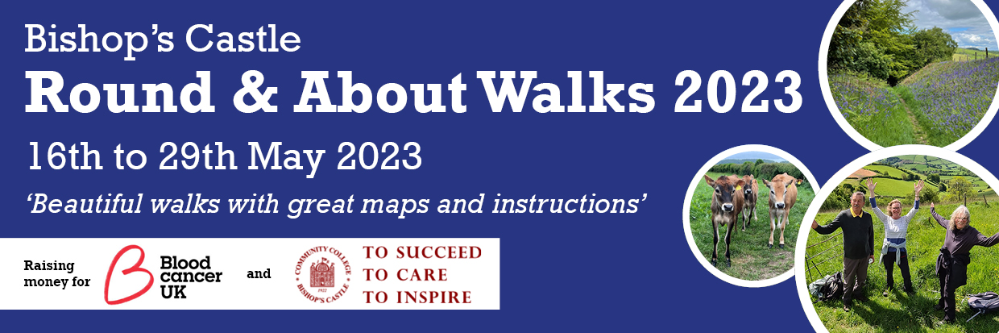 Bishop’s Castle
Round & About Walks 2023
16th to 29th May 2023
‘Beautiful walks with great maps and instructions’
Raising
money for
Blood
cancer
UK
and
COMMUNITY COLLEGE
1922
BISHOP'S CASTLE
TO SUCCEED
TO CARE
TO INSPIRE